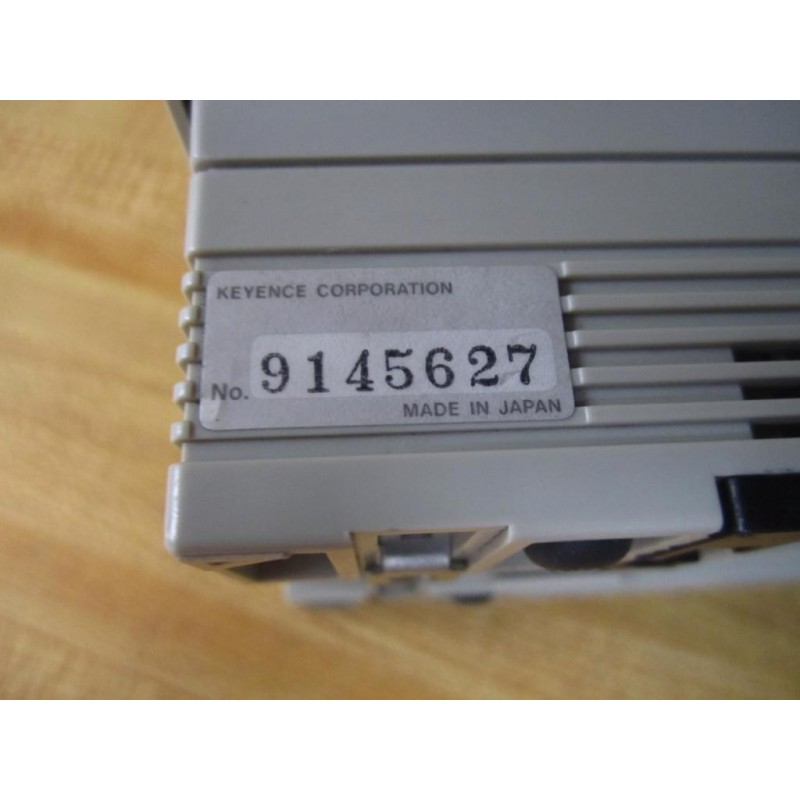 KEYENCE CORPORATION
No. 9145627
MADE IN JAPAN